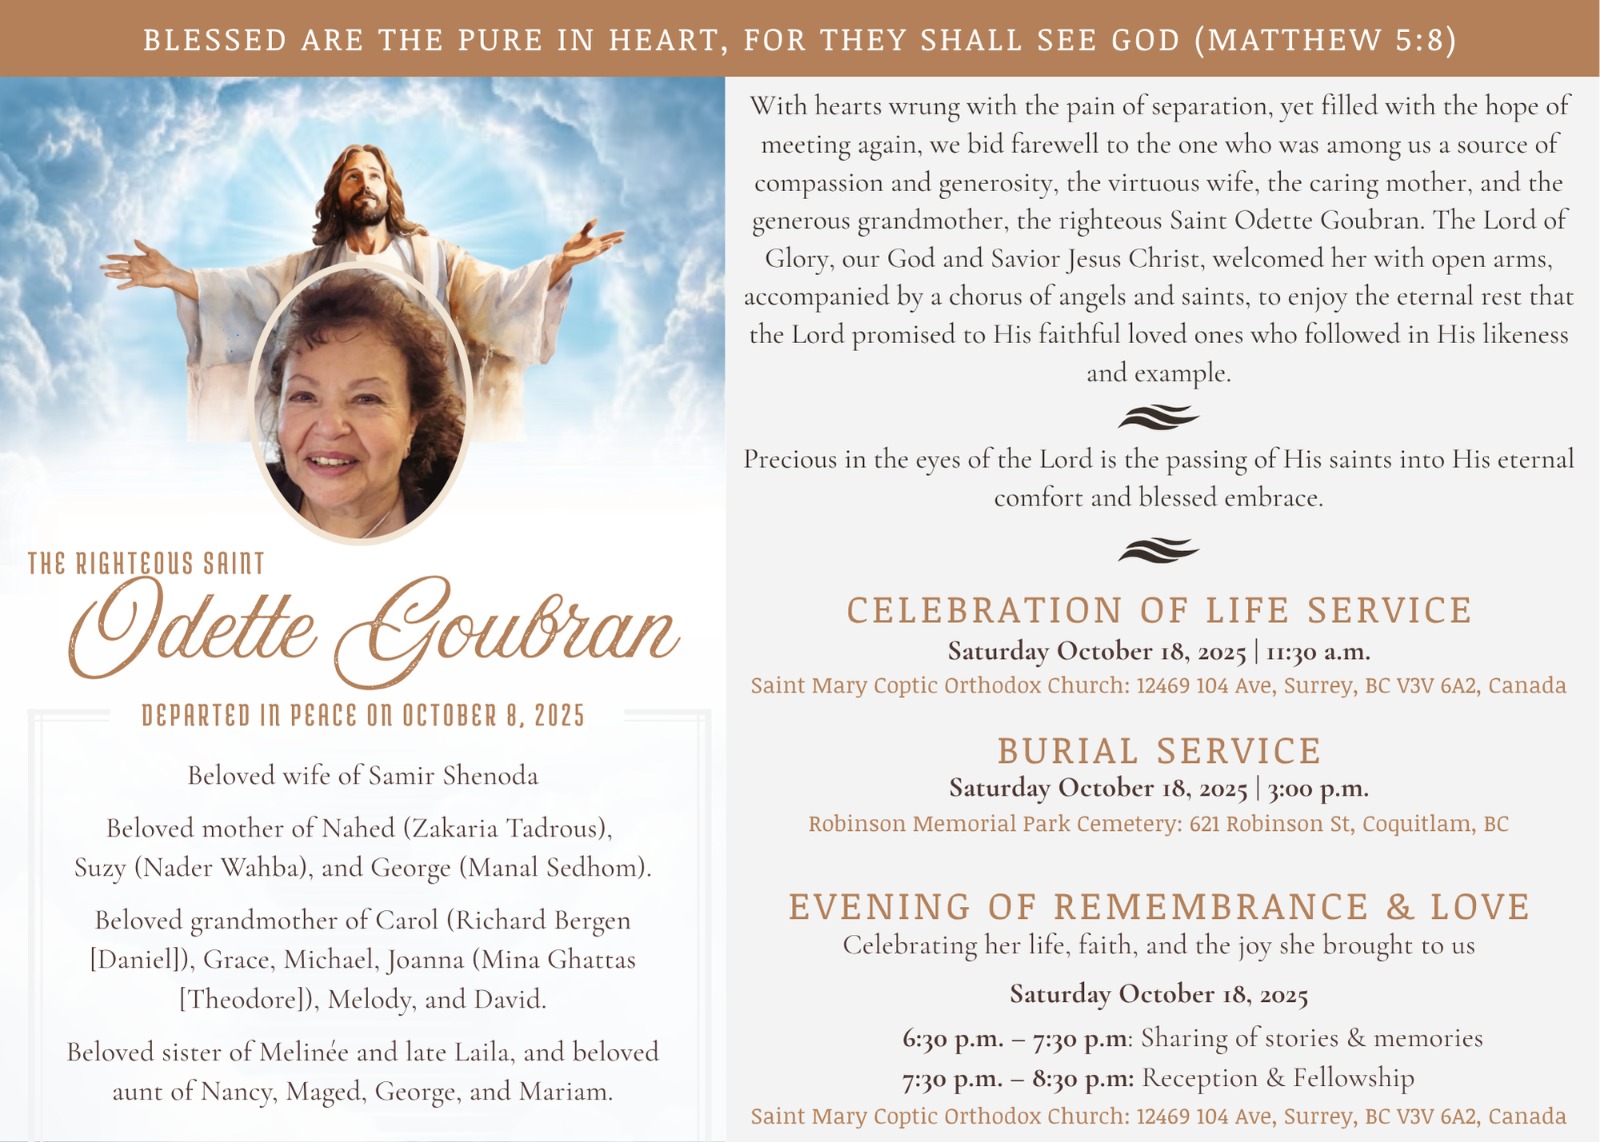 BLESSED ARE THE PURE IN HEART, FOR THEY SHALL SEE GOD (MATTHEW 5:8)
THE RIGHTEOUS SAINT
Odette Goubran
DEPARTED IN PEACE ON OCTOBER 8, 2025
Beloved wife of Samir Shenoda
Beloved mother of Nahed (Zakaria Tadrous),
Suzy (Nader Wahba), and George (Manal Sedhom).
Beloved grandmother of Carol (Richard Bergen
[Daniel]), Grace, Michael, Joanna (Mina Ghattas
[Theodore]), Melody, and David.
Beloved sister of Melinée and late Laila, and beloved
aunt of Nancy, Maged, George, and Mariam.
With hearts wrung with the pain of separation, yet filled with the hope of
meeting again, we bid farewell to the one who was among us a source of
compassion and generosity, the virtuous wife, the caring mother, and the
generous grandmother, the righteous Saint Odette Goubran. The Lord of
Glory, our God and Savior Jesus Christ, welcomed her with open arms,
accompanied by a chorus of angels and saints, to enjoy the eternal rest that
the Lord promised to His faithful loved ones who followed in His likeness
and example.
Precious in the eyes of the Lord is the passing of His saints into His eternal
comfort and blessed embrace.
CELEBRATION OF LIFE SERVICE
Saturday October 18, 2025 | 11:30 a.m.
Saint Mary Coptic Orthodox Church: 12469 104 Ave, Surrey, BC V3V 6A2, Canada
BURIAL SERVICE
Saturday October 18, 2025 | 3:00 p.m.
Robinson Memorial Park Cemetery: 621 Robinson St, Coquitlam, BC
EVENING OF REMEMBRANCE & LOVE
Celebrating her life, faith, and the joy she brought to us
Saturday October 18, 2025
6:30 p.m. – 7:30 p.m: Sharing of stories & memories
7:30 p.m. – 8:30 p.m: Reception & Fellowship
Saint Mary Coptic Orthodox Church: 12469 104 Ave, Surrey, BC V3V 6A2, Canada